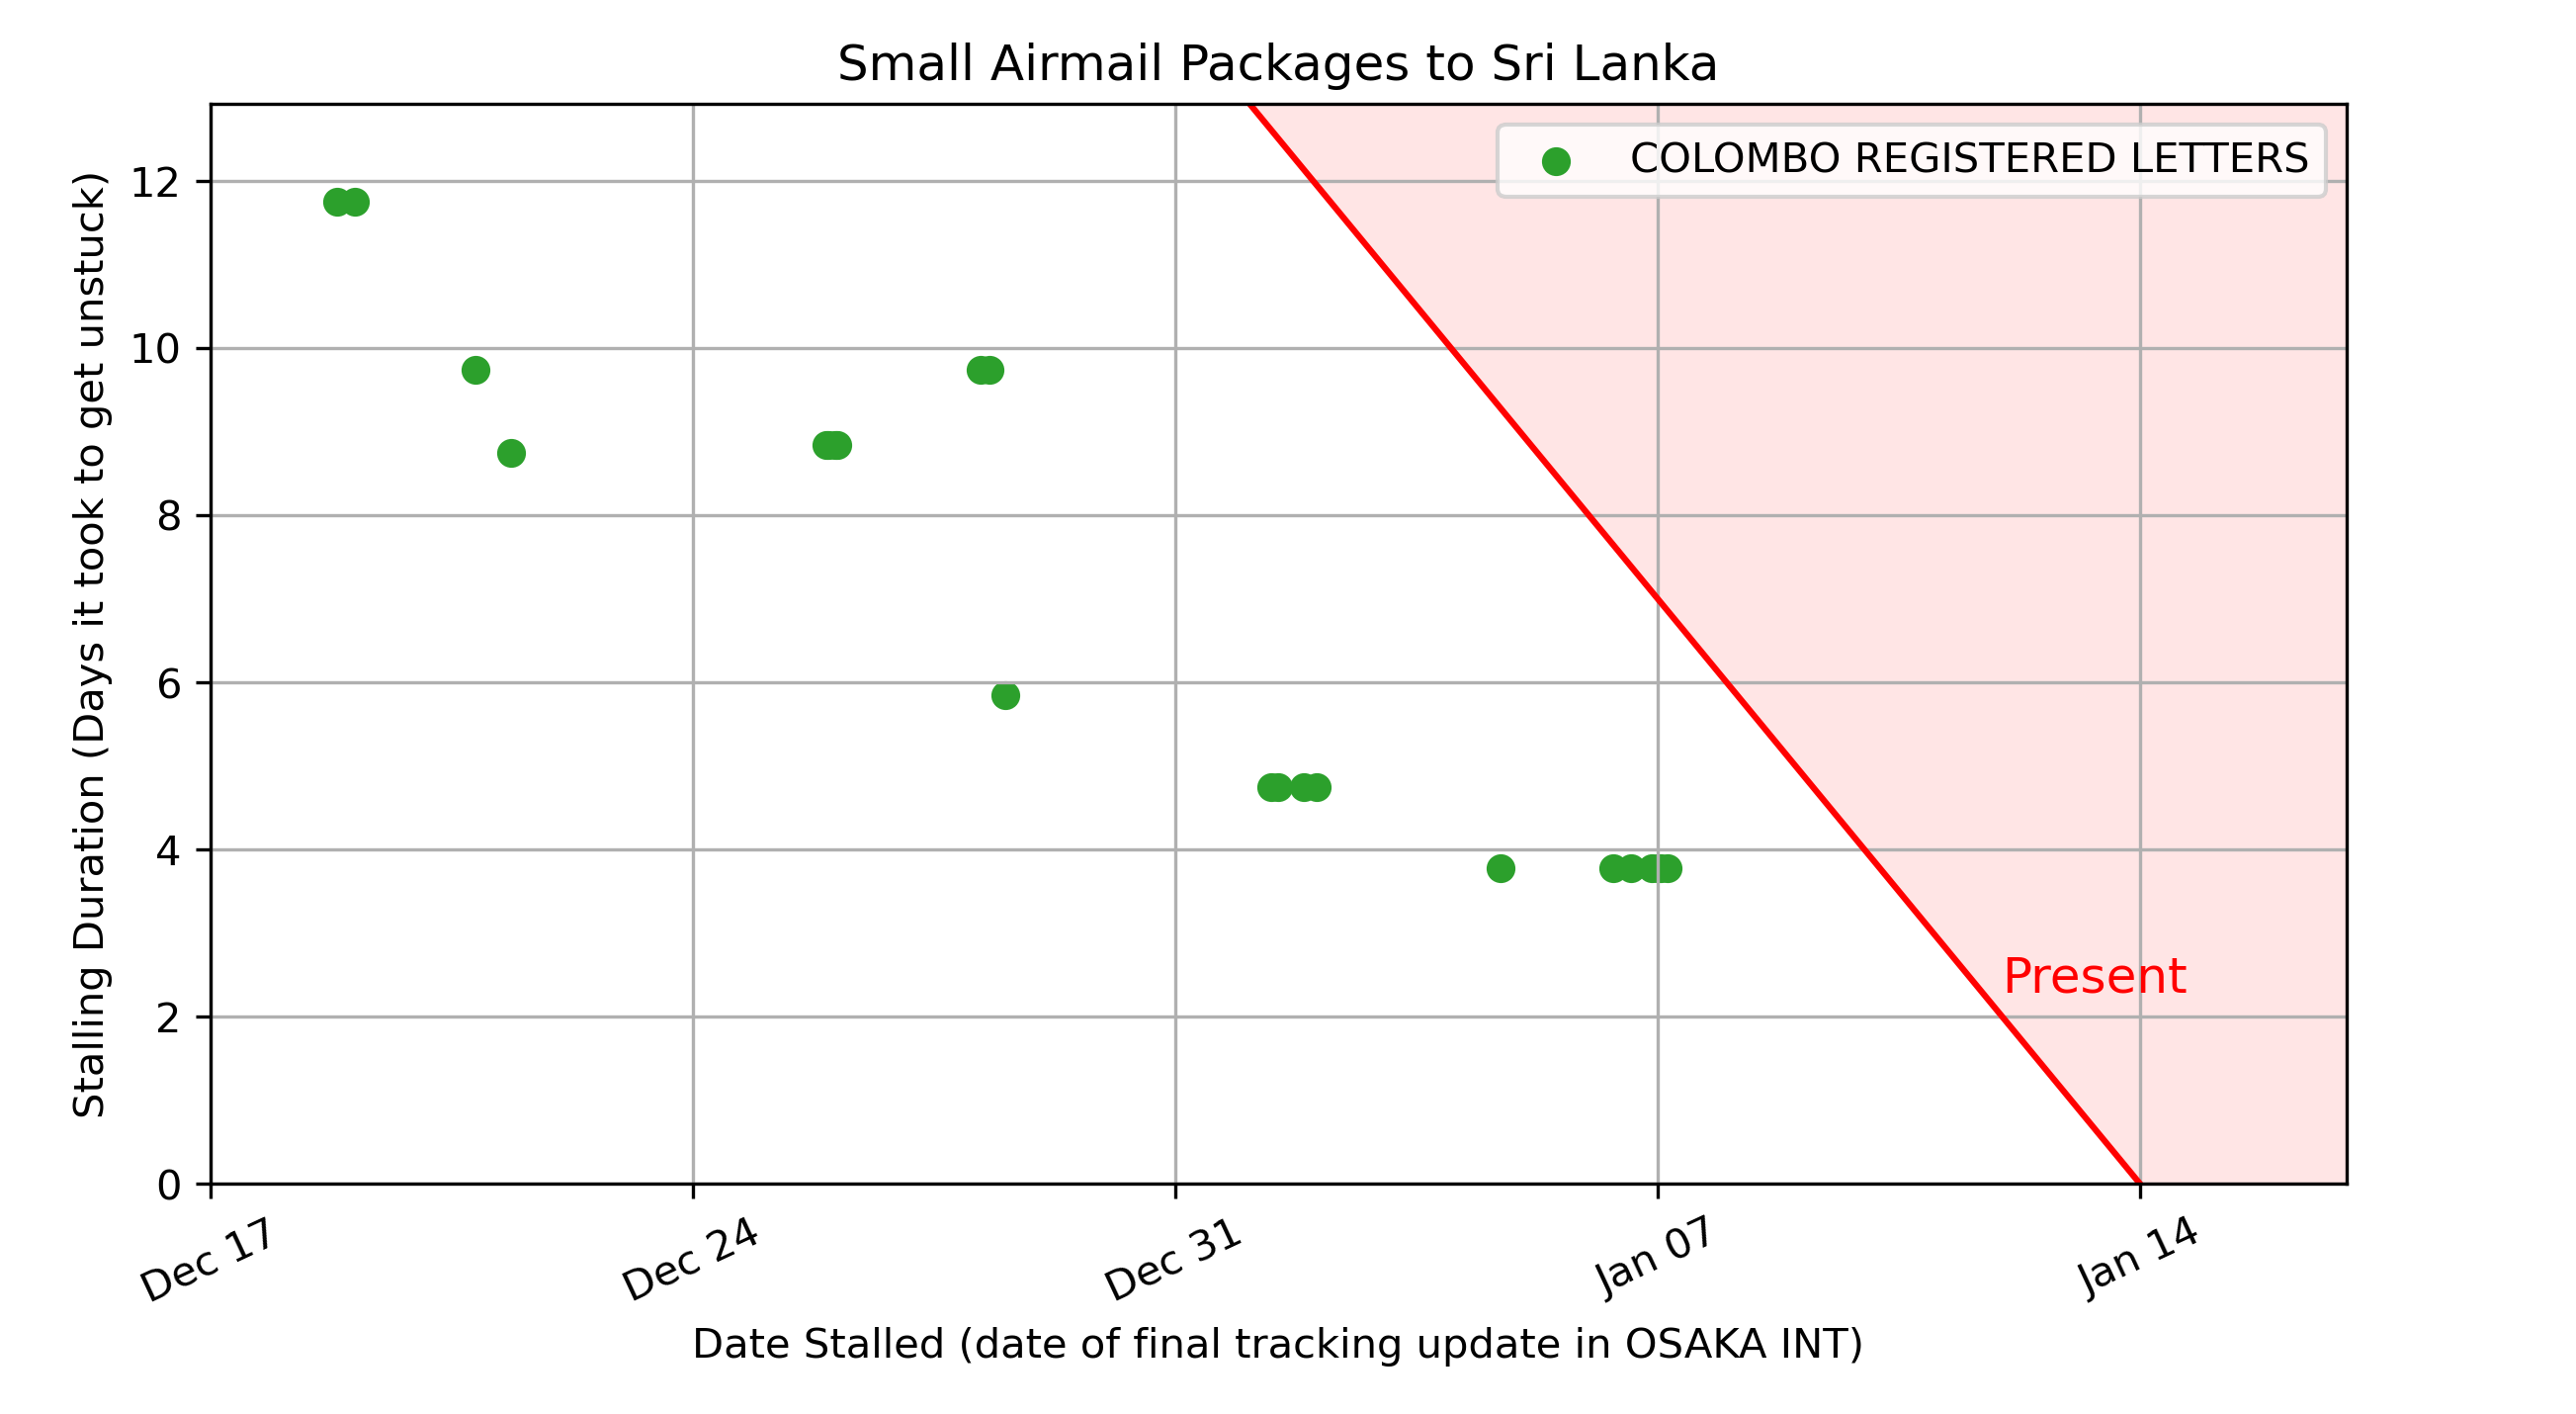 Small Airmail Packages to Sri Lanka
COLOMBO REGISTERED LETTERS
Stalling Duration (Days it took to get unstuck)
12
10
8
6
4
2
0
Present
Dec 17
Dec 24
Dec 31
Jan 07
Jan 14
Date Stalled (date of final tracking update in OSAKA INT)